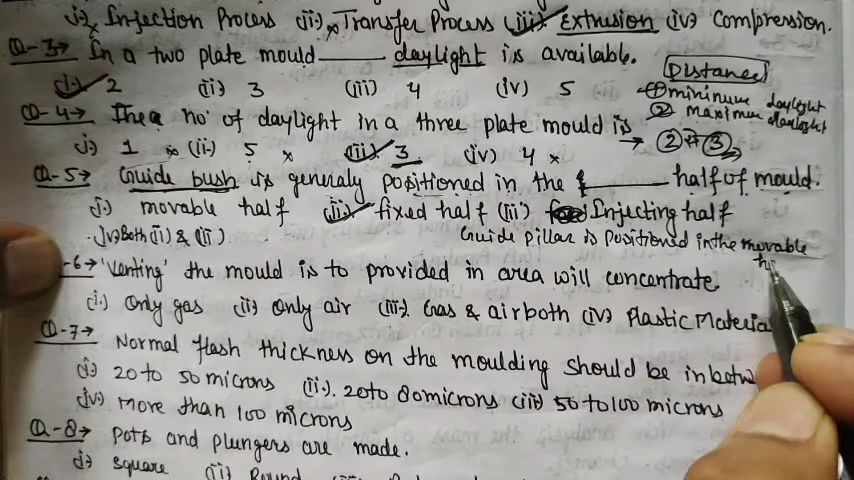 (i) Injection Process (ii) Transfer Process (iii) Extrusion (iv) Compression.
Q-3→ In a two plate mould ______ daylight is available.
(i) 2 (ii) 3 (iii) 4 (iv) 5
Distance
① minimum daylight
② maximum daylight
Q-4→ The no' of daylight in a three plate mould is → ② ③
(i) 1 (ii) 5 (iii) 3 (iv) 4
Q-5→ Guide bush is generaly positioned in the ______ half of mould.
(i) movable half (ii) fixed half (iii) Injecting half
(iv) Both (i) & (ii)
Guide pillar is positioned in the movable
-6→ 'Venting' the mould is to provided in area will concentrate
(i) Only gas (ii) Only air (iii) Gas & air both (iv) Plastic Materia
Q-7→ Normal flash thickness on the moulding should be in betw
(i) 20 to 50 microns (ii) 20 to 80 microns (iii) 50 to 100 microns
(iv) More than 100 microns
Q-8→ Pots and plungers are made.
(i) square (ii) Round